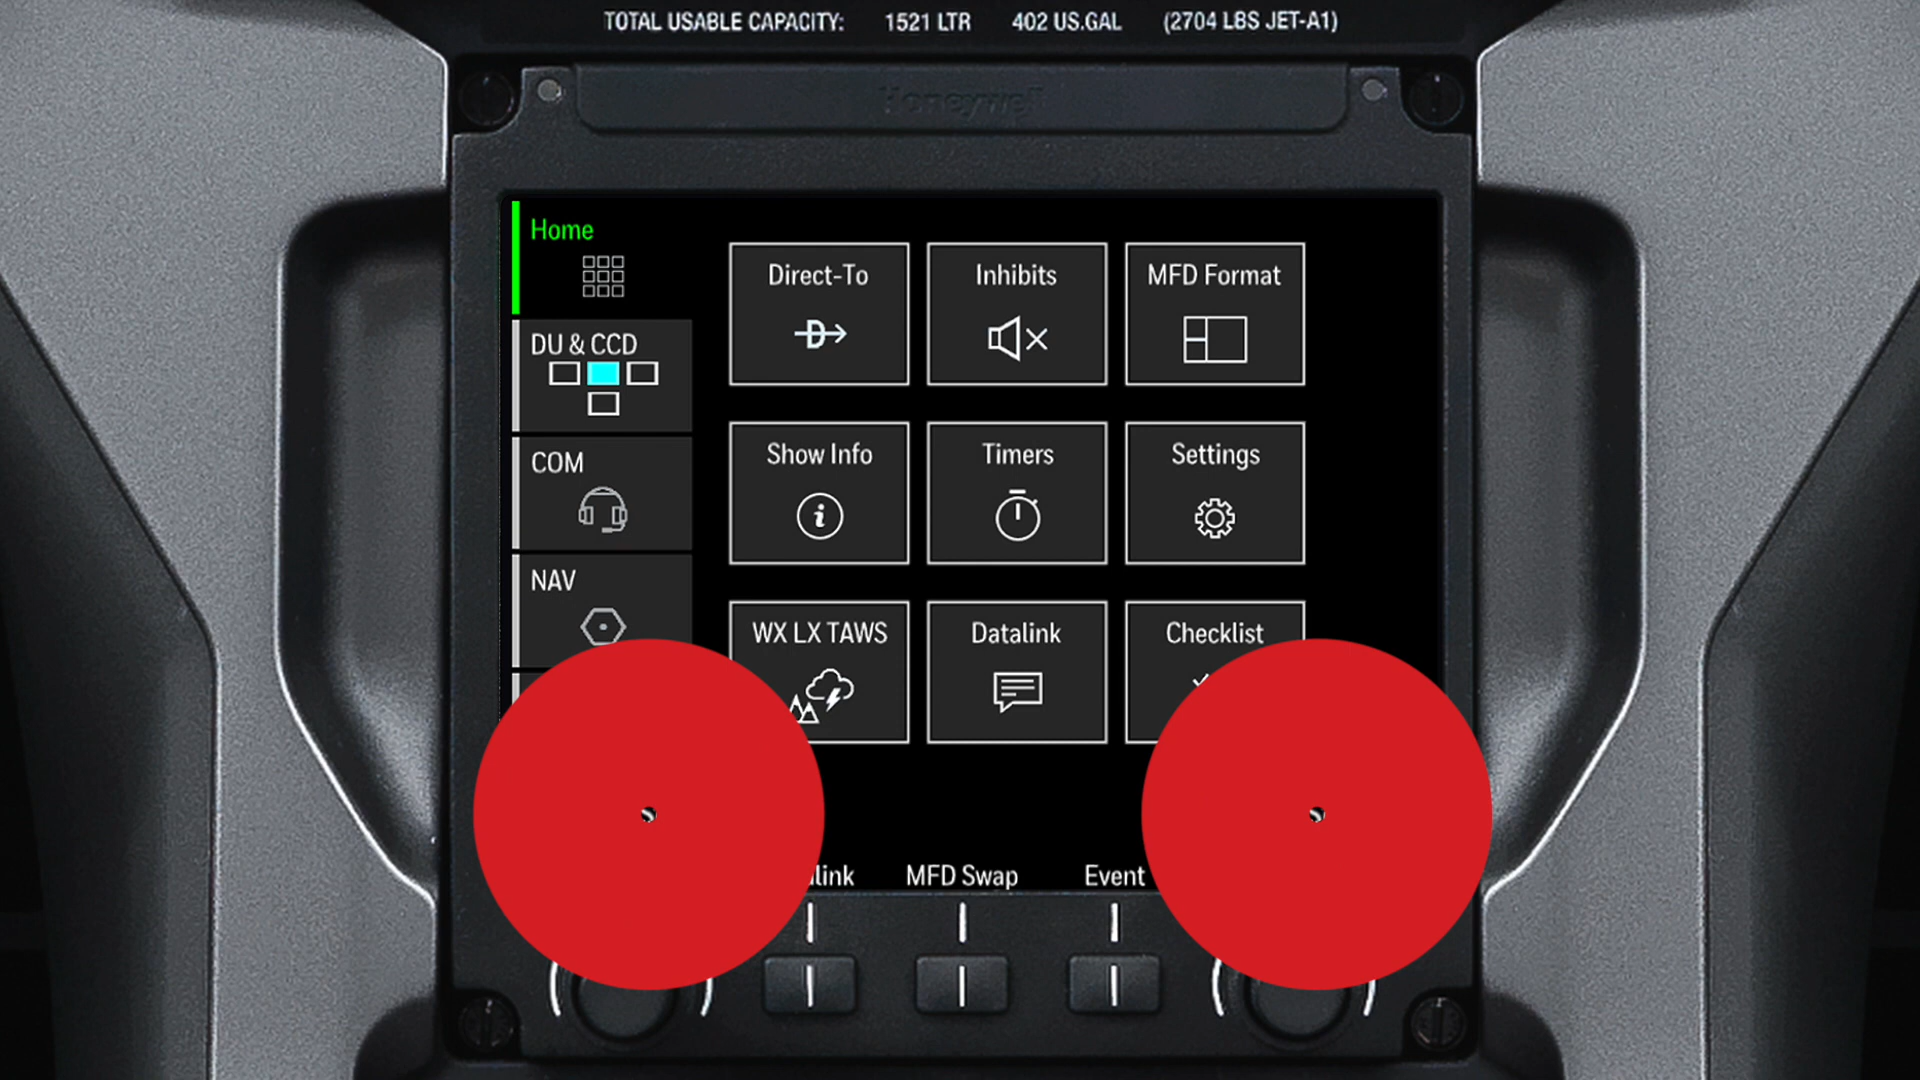 TOTAL USABLE CAPACITY: 1521 LTR 402 US.GAL (2704 LBS JET-A1)
Honeywell
Home
DU & CCD
COM
NAV
Direct-To
Inhibits
MFD Format
Show Info
Timers
Settings
WX LX TAWS
Datalink
Checklist
MFD Swap
Event